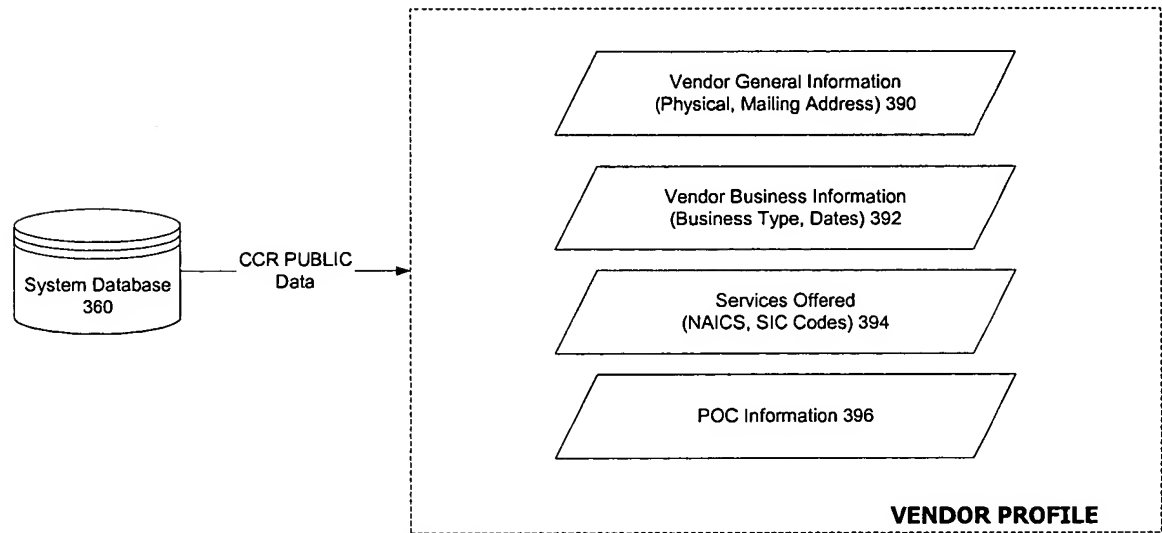 Vendor General Information
(Physical, Mailing Address) 390
Vendor Business Information
(Business Type, Dates) 392
System Database
360
CCR PUBLIC
Data
Services Offered
(NAICS, SIC Codes) 394
POC Information 396
VENDOR PROFILE